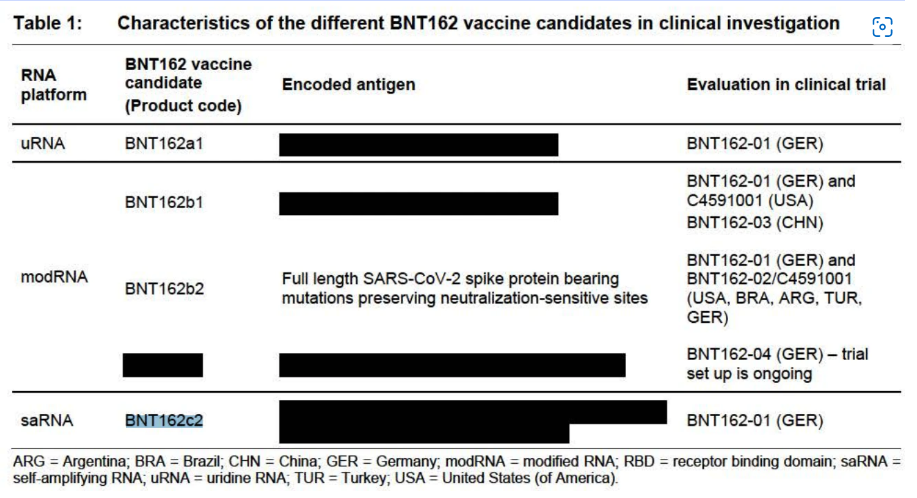 Table 1: Characteristics of the different BNT162 vaccine candidates in clinical investigation
RNA platform
BNT162 vaccine candidate (Product code)
Encoded antigen
Evaluation in clinical trial
uRNA
BNT162a1
BNT162-01 (GER)
modRNA
BNT162b1
BNT162-01 (GER) and
C4591001 (USA)
BNT162-03 (CHN)
BNT162b2
Full length SARS-CoV-2 spike protein bearing
mutations preserving neutralization-sensitive sites
BNT162-01 (GER) and
BNT162-02/C4591001
(USA, BRA, ARG, TUR,
GER)
BNT162-04 (GER) – trial
set up is ongoing
saRNA
BNT162c2
BNT162-01 (GER)
ARG = Argentina; BRA = Brazil; CHN = China; GER = Germany; modRNA = modified RNA; RBD = receptor binding domain; saRNA =
self-amplifying RNA; uRNA = uridine RNA; TUR = Turkey; USA = United States (of America).